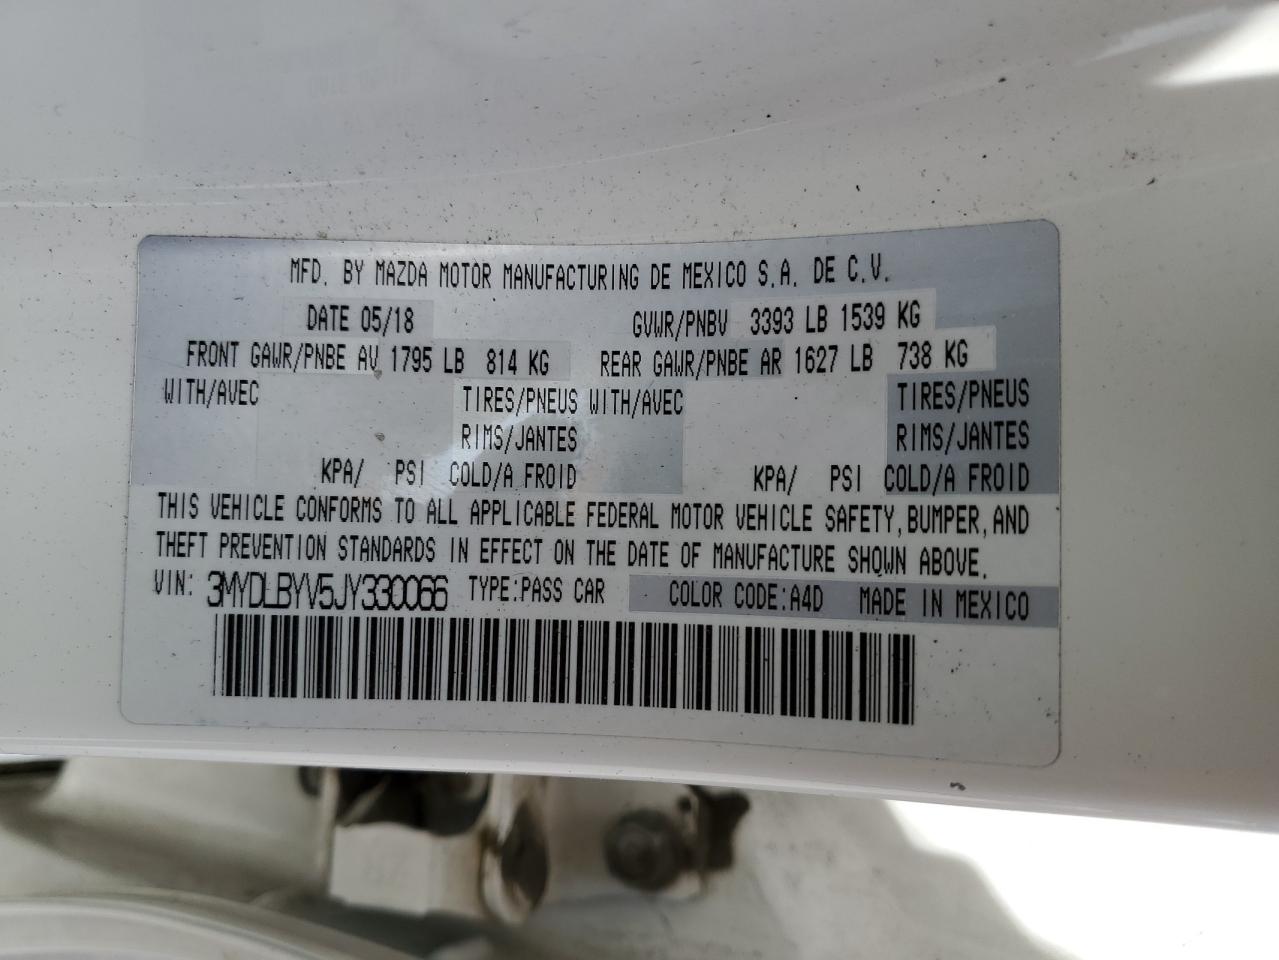 MFD. BY MAZDA MOTOR MANUFACTURING DE MEXICO S.A. DE C.V.
DATE 05/18 GVWR/PNBV 3393 LB 1539 KG
FRONT GAWR/PNBE AV 1795 LB 814 KG REAR GAWR/PNBE AR 1627 LB 738 KG
WITH/AVEC TIRES/PNEUS WITH/AVEC TIRES/PNEUS
RIMS/JANTES RIMS/JANTES
KPA/ PSI COLD/A FROID KPA/ PSI COLD/A FROID
THIS VEHICLE CONFORMS TO ALL APPLICABLE FEDERAL MOTOR VEHICLE SAFETY, BUMPER, AND
THEFT PREVENTION STANDARDS IN EFFECT ON THE DATE OF MANUFACTURE SHOWN ABOVE.
VIN: 3MYDLBYV5JY330066 TYPE:PASS CAR COLOR CODE:A4D MADE IN MEXICO